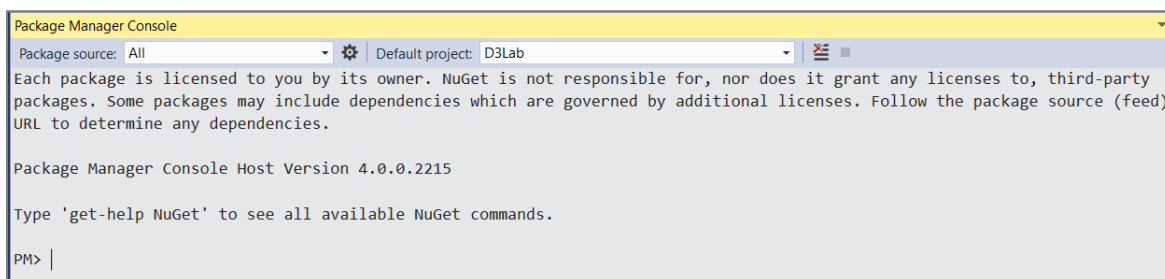 Package Manager Console
Package source: All Default project: D3Lab
Each package is licensed to you by its owner. NuGet is not responsible for, nor does it grant any licenses to, third-party
packages. Some packages may include dependencies which are governed by additional licenses. Follow the package source (feed)
URL to determine any dependencies.
Package Manager Console Host Version 4.0.0.2215
Type 'get-help NuGet' to see all available NuGet commands.
PM>